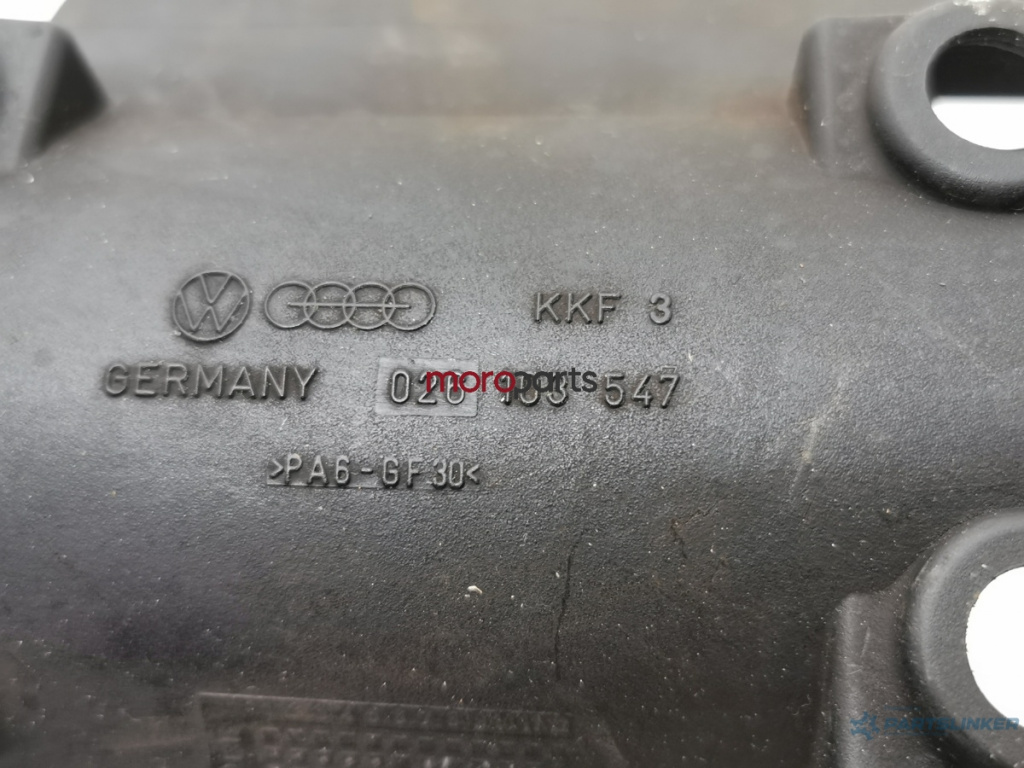 KKF 3
GERMANY 547
moroparts
>PA6-GF30<
PARTSLINKER